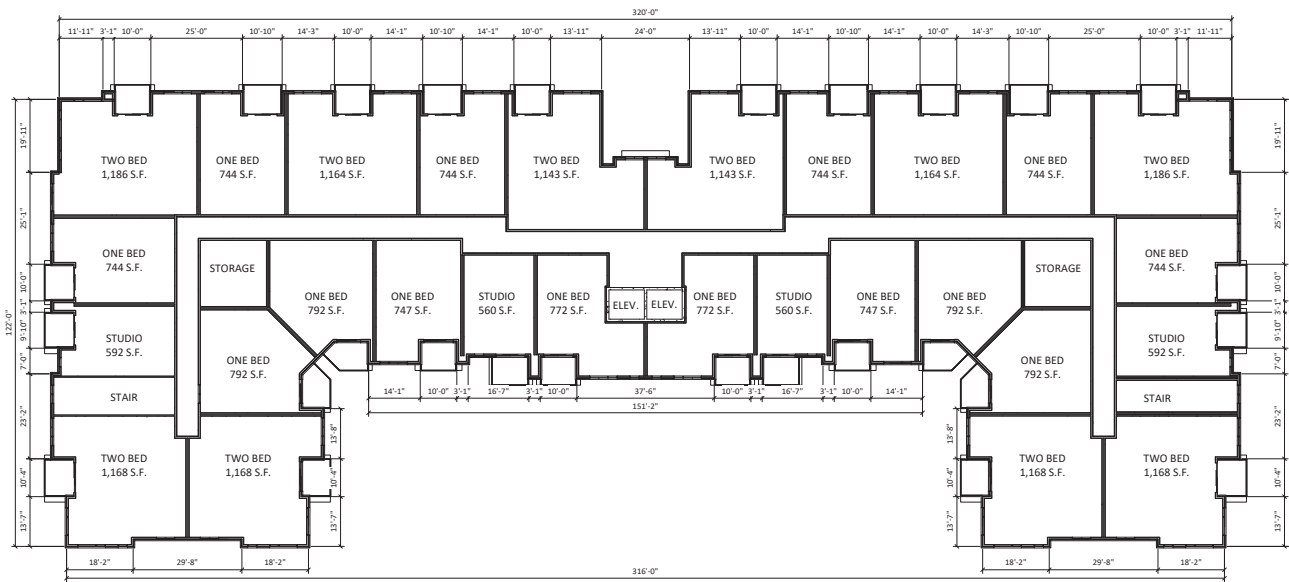 320'-0"
11'-11" 3'-1" 10'-0" 25'-0" 10'-10" 14'-3" 10'-0" 14'-1" 10'-10" 14'-1" 10'-0" 13'-11" 24'-0" 13'-11" 10'-0" 14'-1" 10'-10" 14'-1" 10'-0" 14'-3" 10'-10" 25'-0" 10'-0" 3'-1" 11'-11"
TWO BED
1,186 S.F.
ONE BED
744 S.F.
TWO BED
1,164 S.F.
ONE BED
744 S.F.
TWO BED
1,143 S.F.
TWO BED
1,143 S.F.
ONE BED
744 S.F.
TWO BED
1,164 S.F.
ONE BED
744 S.F.
TWO BED
1,186 S.F.
122'-0"
19'-11"
25'-1"
10'-0"
3'-1"
9'-10"
7'-0"
23'-2"
10'-4"
13'-7"
ONE BED
744 S.F.
STORAGE
ONE BED
792 S.F.
ONE BED
747 S.F.
STUDIO
560 S.F.
ONE BED
772 S.F.
ELEV.
ELEV.
ONE BED
772 S.F.
STUDIO
560 S.F.
ONE BED
747 S.F.
ONE BED
792 S.F.
STORAGE
ONE BED
744 S.F.
19'-11"
25'-1"
10'-0"
3'-1"
9'-10"
7'-0"
23'-2"
10'-4"
13'-7"
STUDIO
592 S.F.
ONE BED
792 S.F.
ONE BED
792 S.F.
STUDIO
592 S.F.
STAIR
STAIR
14'-1" 10'-0" 3'-1" 16'-7" 3'-1" 10'-0" 37'-6" 10'-0" 3'-1" 16'-7" 3'-1" 10'-0" 14'-1"
151'-2"
TWO BED
1,168 S.F.
TWO BED
1,168 S.F.
13'-8"
10'-4"
13'-7"
13'-8"
10'-4"
13'-7"
TWO BED
1,168 S.F.
TWO BED
1,168 S.F.
18'-2" 29'-8" 18'-2" 18'-2" 29'-8" 18'-2"
316'-0"